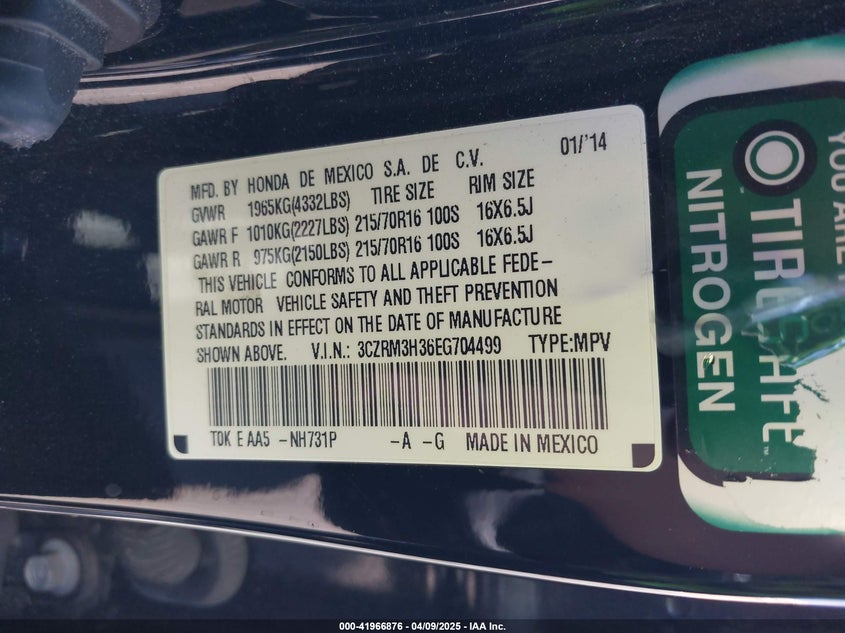 MFD. BY HONDA DE MEXICO S.A. DE C.V. 01/'14
GVWR 1965KG(4332LBS) TIRE SIZE RIM SIZE
GAWR F 1010KG(2227LBS) 215/70R16 100S 16X6.5J
GAWR R 975KG(2150LBS) 215/70R16 100S 16X6.5J
THIS VEHICLE CONFORMS TO ALL APPLICABLE FEDE-
RAL MOTOR VEHICLE SAFETY AND THEFT PREVENTION
STANDARDS IN EFFECT ON THE DATE OF MANUFACTURE
SHOWN ABOVE. V.I.N.: 3CZRM3H36EG704499 TYPE:MPV
T0K E AA5 -NH731P -A -G MADE IN MEXICO
NITROGEN
YOU ARE
000-41966876 - 04/09/2025 - IAA Inc.